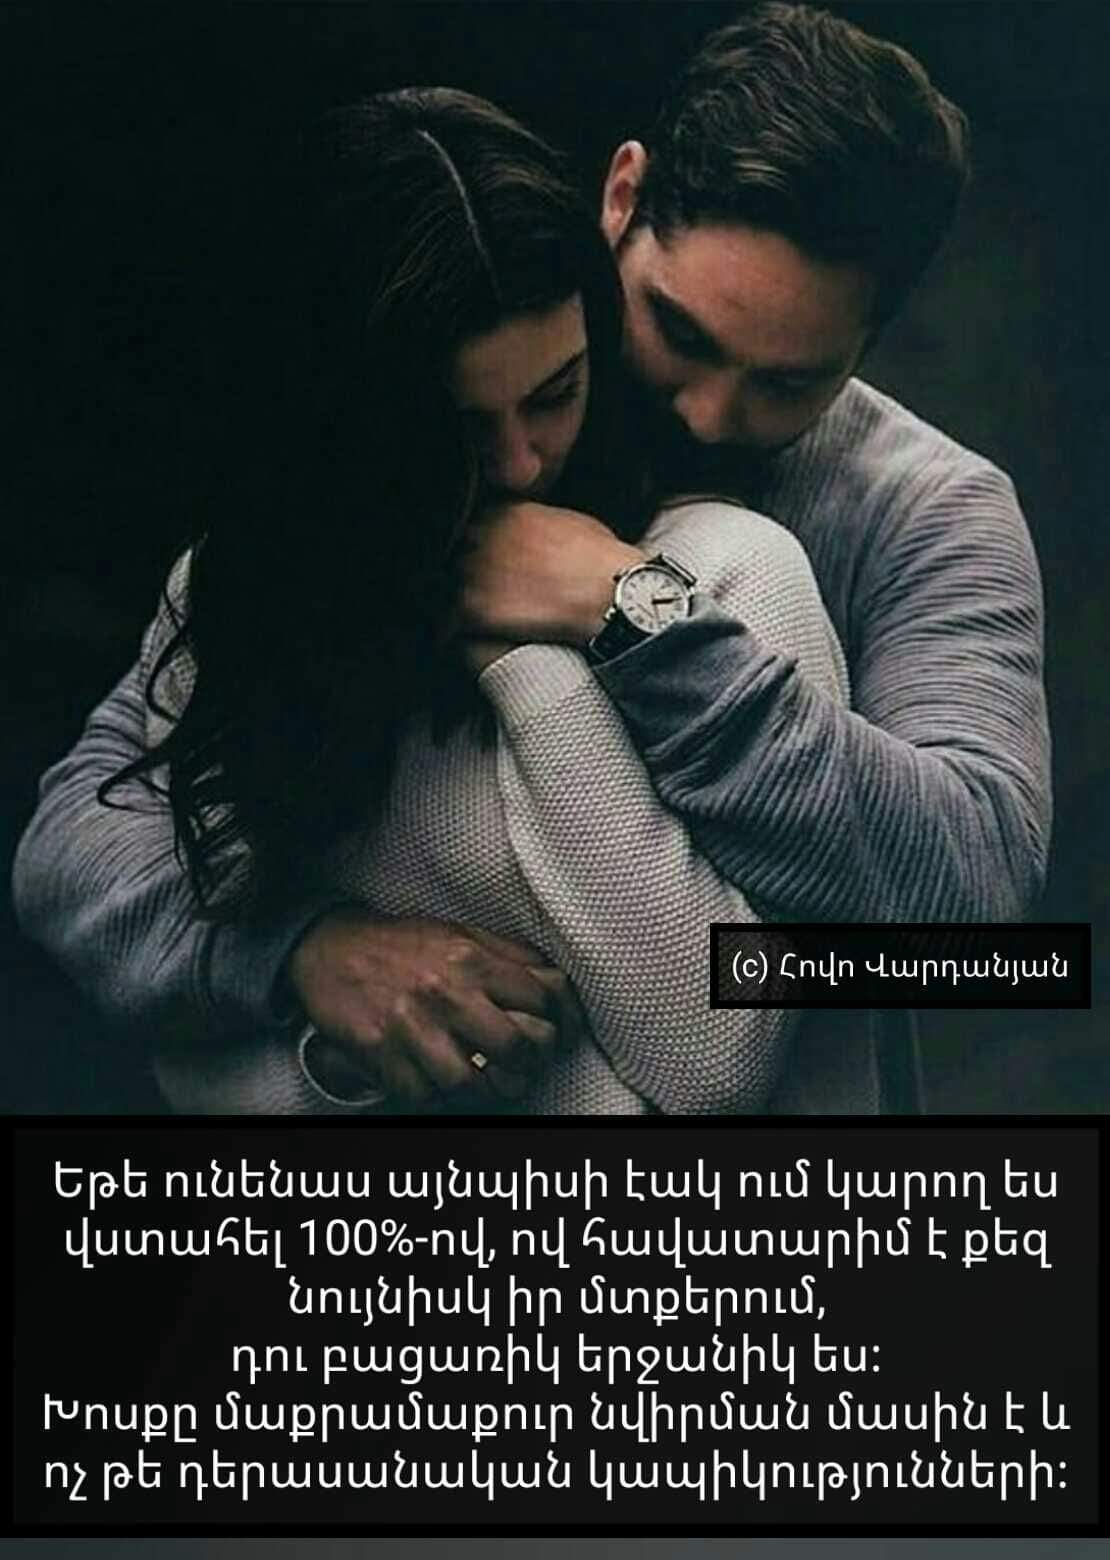 (c) Հովո Վարդանյան
Եթե ունենաս այնպիսի էակ ում կարող ես
վստահել 100%-ով, ով հավատարիմ է քեզ
նույնիսկ իր մտքերում,
դու բացառիկ երջանիկ ես:
Խոսքը մաքրամաքուր նվիրման մասին է և
ոչ թե դերասանական կապիկությունների: